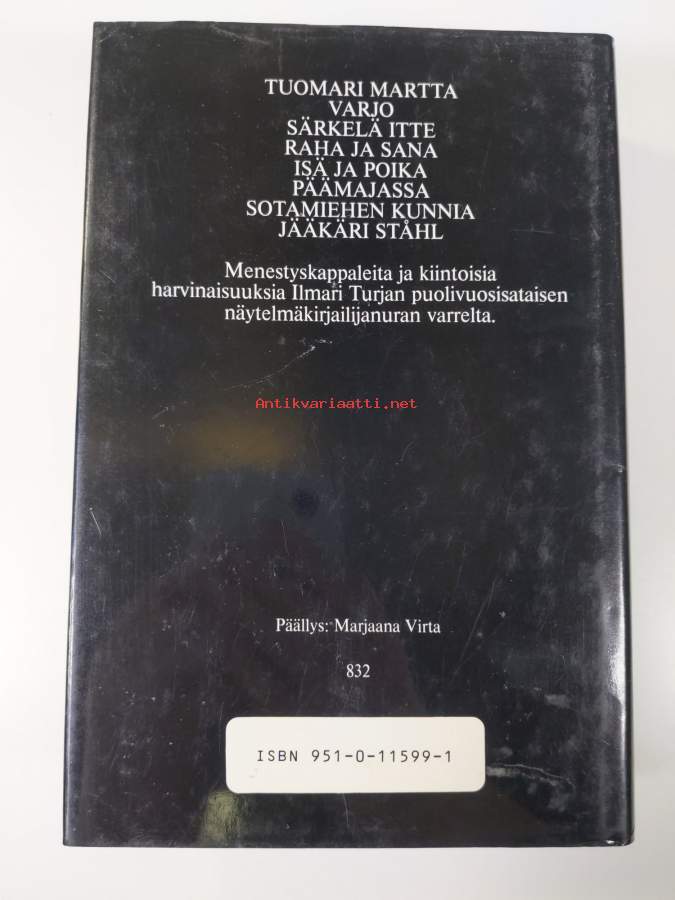 TUOMARI MARTTA
VARJO
SÄRKELÄ ITTE
RAHA JA SANA
ISÄ JA POIKA
PÄÄMAJASSA
SOTAMIEHEN KUNNIA
JÄÄKÄRI STÅHL
Menestyskappaleita ja kiintoisia
harvinaisuuksia Ilmari Turjan puolivuosisataisen
näytelmäkirjailijanuran varrelta.
Antikvariaatti.net
Päällys: Marjaana Virta
832
ISBN 951-0-11599-1